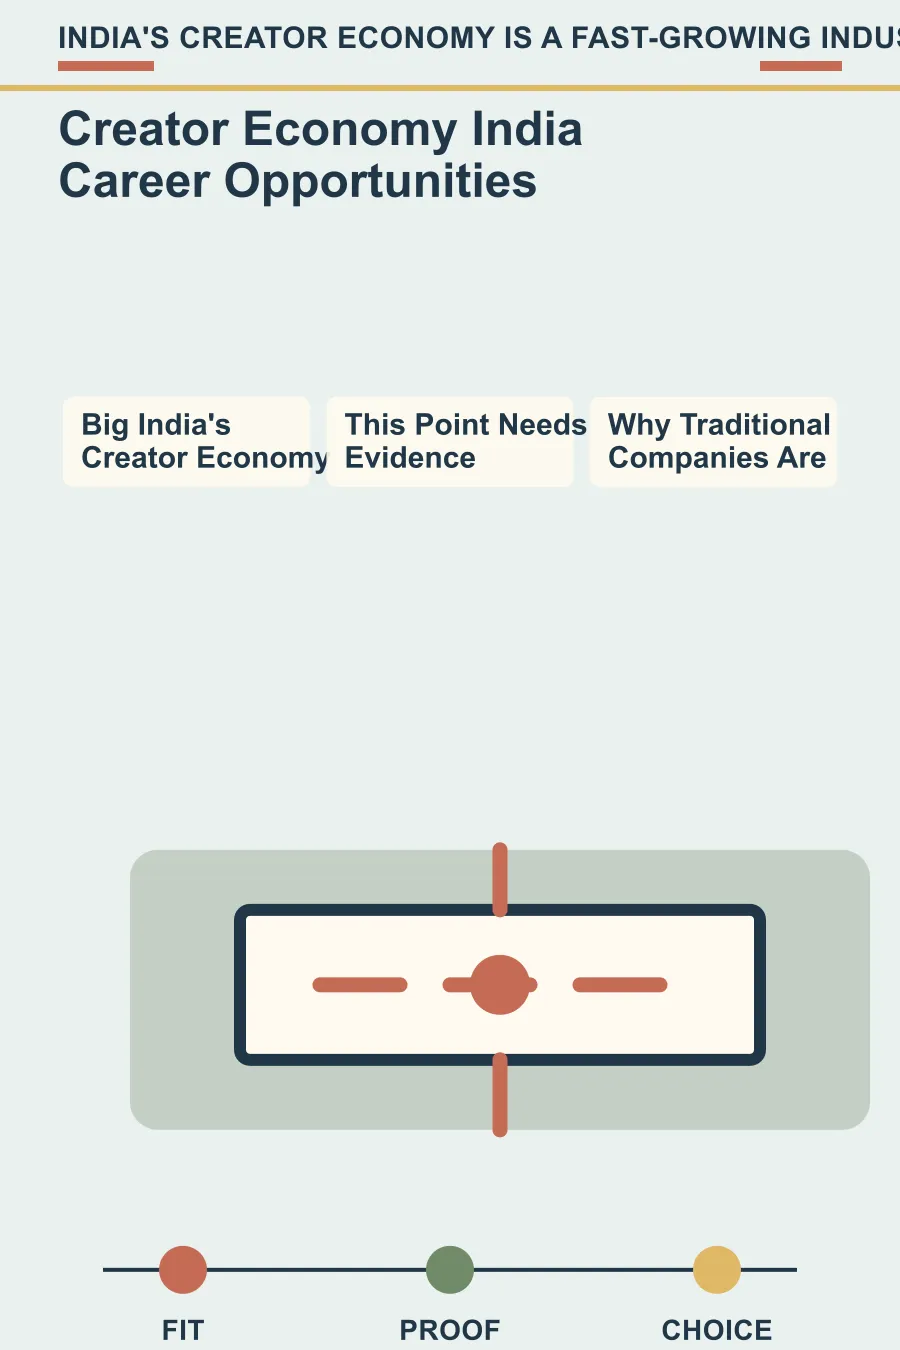 INDIA'S CREATOR ECONOMY IS A FAST-GROWING INDUS
Creator Economy India
Career Opportunities
Big India's
Creator Economy
This Point Needs
Evidence
Why Traditional
Companies Are
FIT
PROOF
CHOICE